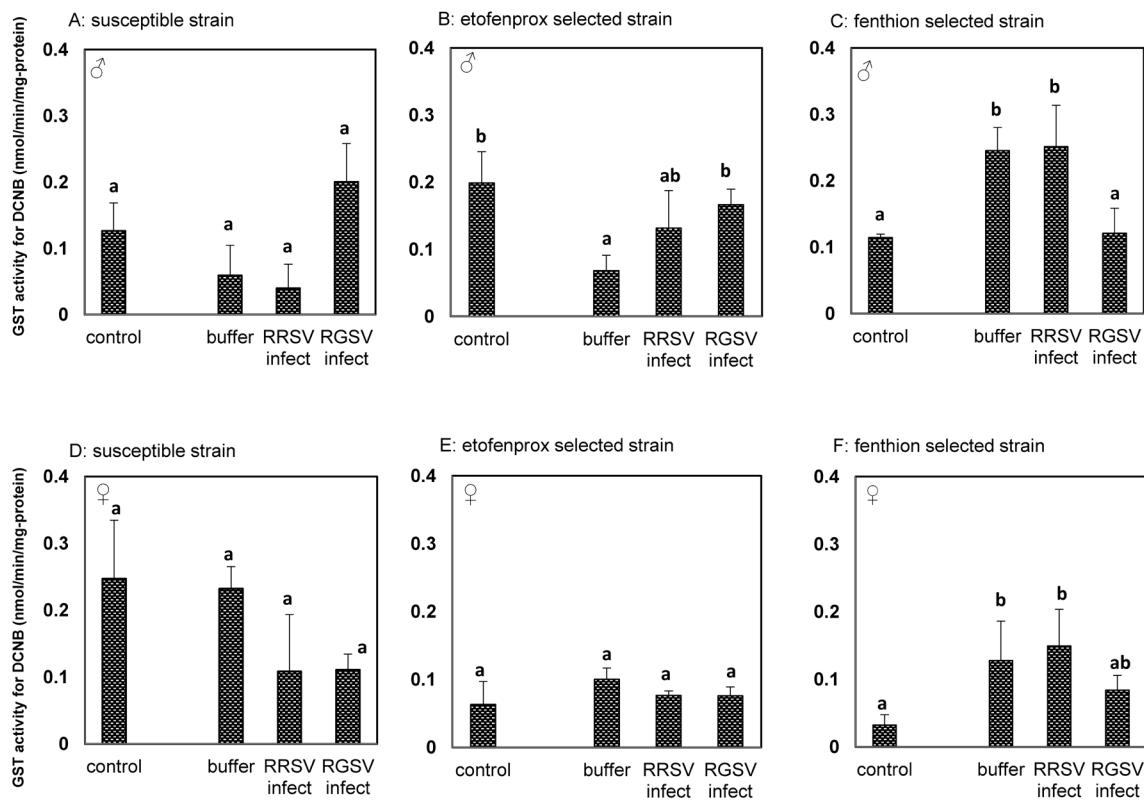 A: susceptible strain
GST activity for DCNB (nmol/min/mg-protein)
0.4
0.3
0.2
0.1
0
♂
a
a
a
a
control
buffer
RRSV
infect
RGSV
infect
B: etofenprox selected strain
0.4
0.3
0.2
0.1
0
♂
b
a
ab
b
control
buffer
RRSV
infect
RGSV
infect
C: fenthion selected strain
0.4
0.3
0.2
0.1
0
♂
a
b
b
a
control
buffer
RRSV
infect
RGSV
infect
D: susceptible strain
GST activity for DCNB (nmol/min/mg-protein)
0.4
0.3
0.2
0.1
0
♀
a
a
a
a
control
buffer
RRSV
infect
RGSV
infect
E: etofenprox selected strain
0.4
0.3
0.2
0.1
0
♀
a
a
a
a
control
buffer
RRSV
infect
RGSV
infect
F: fenthion selected strain
0.4
0.3
0.2
0.1
0
♀
a
b
b
ab
control
buffer
RRSV
infect
RGSV
infect